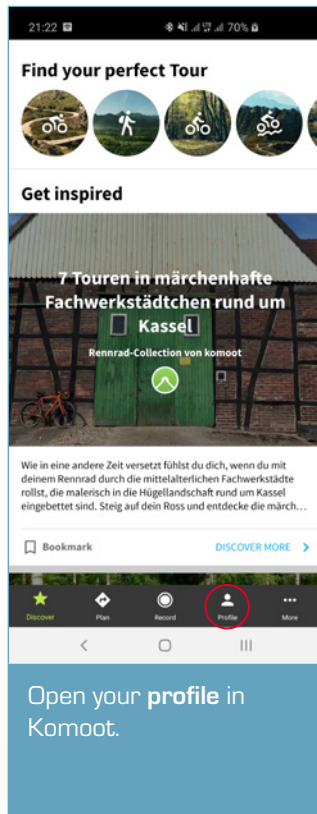 21:22 70%
Find your perfect Tour
Get inspired
7 Touren in märchenhafte
Fachwerkstädtchen rund um
Kassel
Rennrad-Collection von komoot
Wie in eine andere Zeit versetzt fühlst du dich, wenn du mit
deinem Rennrad durch die mittelalterlichen Fachwerkstädte
rollst, die malerisch in die Hügellandschaft rund um Kassel
eingebettet sind. Steig auf dein Ross und entdecke die märch...
Bookmark DISCOVER MORE
Discover Plan Record Profile More
Open your profile in
Komoot.